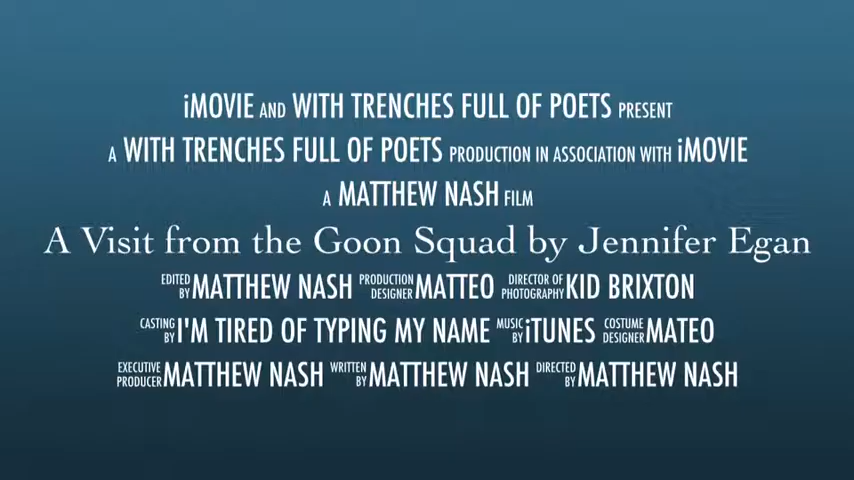 iMOVIE AND WITH TRENCHES FULL OF POETS PRESENT
A WITH TRENCHES FULL OF POETS PRODUCTION IN ASSOCIATION WITH iMOVIE
A MATTHEW NASH FILM
A Visit from the Goon Squad by Jennifer Egan
EDITED BY MATTHEW NASH PRODUCTION DESIGNER MATTEO DIRECTOR OF PHOTOGRAPHY KID BRIXTON
CASTING BY I'M TIRED OF TYPING MY NAME MUSIC BY iTUNES COSTUME DESIGNER MATEO
EXECUTIVE PRODUCER MATTHEW NASH WRITTEN BY MATTHEW NASH DIRECTED BY MATTHEW NASH